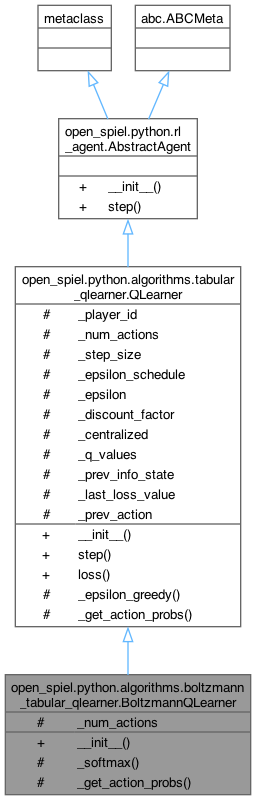 metaclass
abc.ABCMeta
open_spiel.python.rl
_agent.AbstractAgent
+ __init__()
+ step()
open_spiel.python.algorithms.tabular
_qlearner.QLearner
# _player_id
# _num_actions
# _step_size
# _epsilon_schedule
# _epsilon
# _discount_factor
# _centralized
# _q_values
# _prev_info_state
# _last_loss_value
# _prev_action
+ __init__()
+ step()
+ loss()
# _epsilon_greedy()
# _get_action_probs()
open_spiel.python.algorithms.boltzmann
_tabular_qlearner.BoltzmannQLearner
# _num_actions
+ __init__()
# _softmax()
# _get_action_probs()